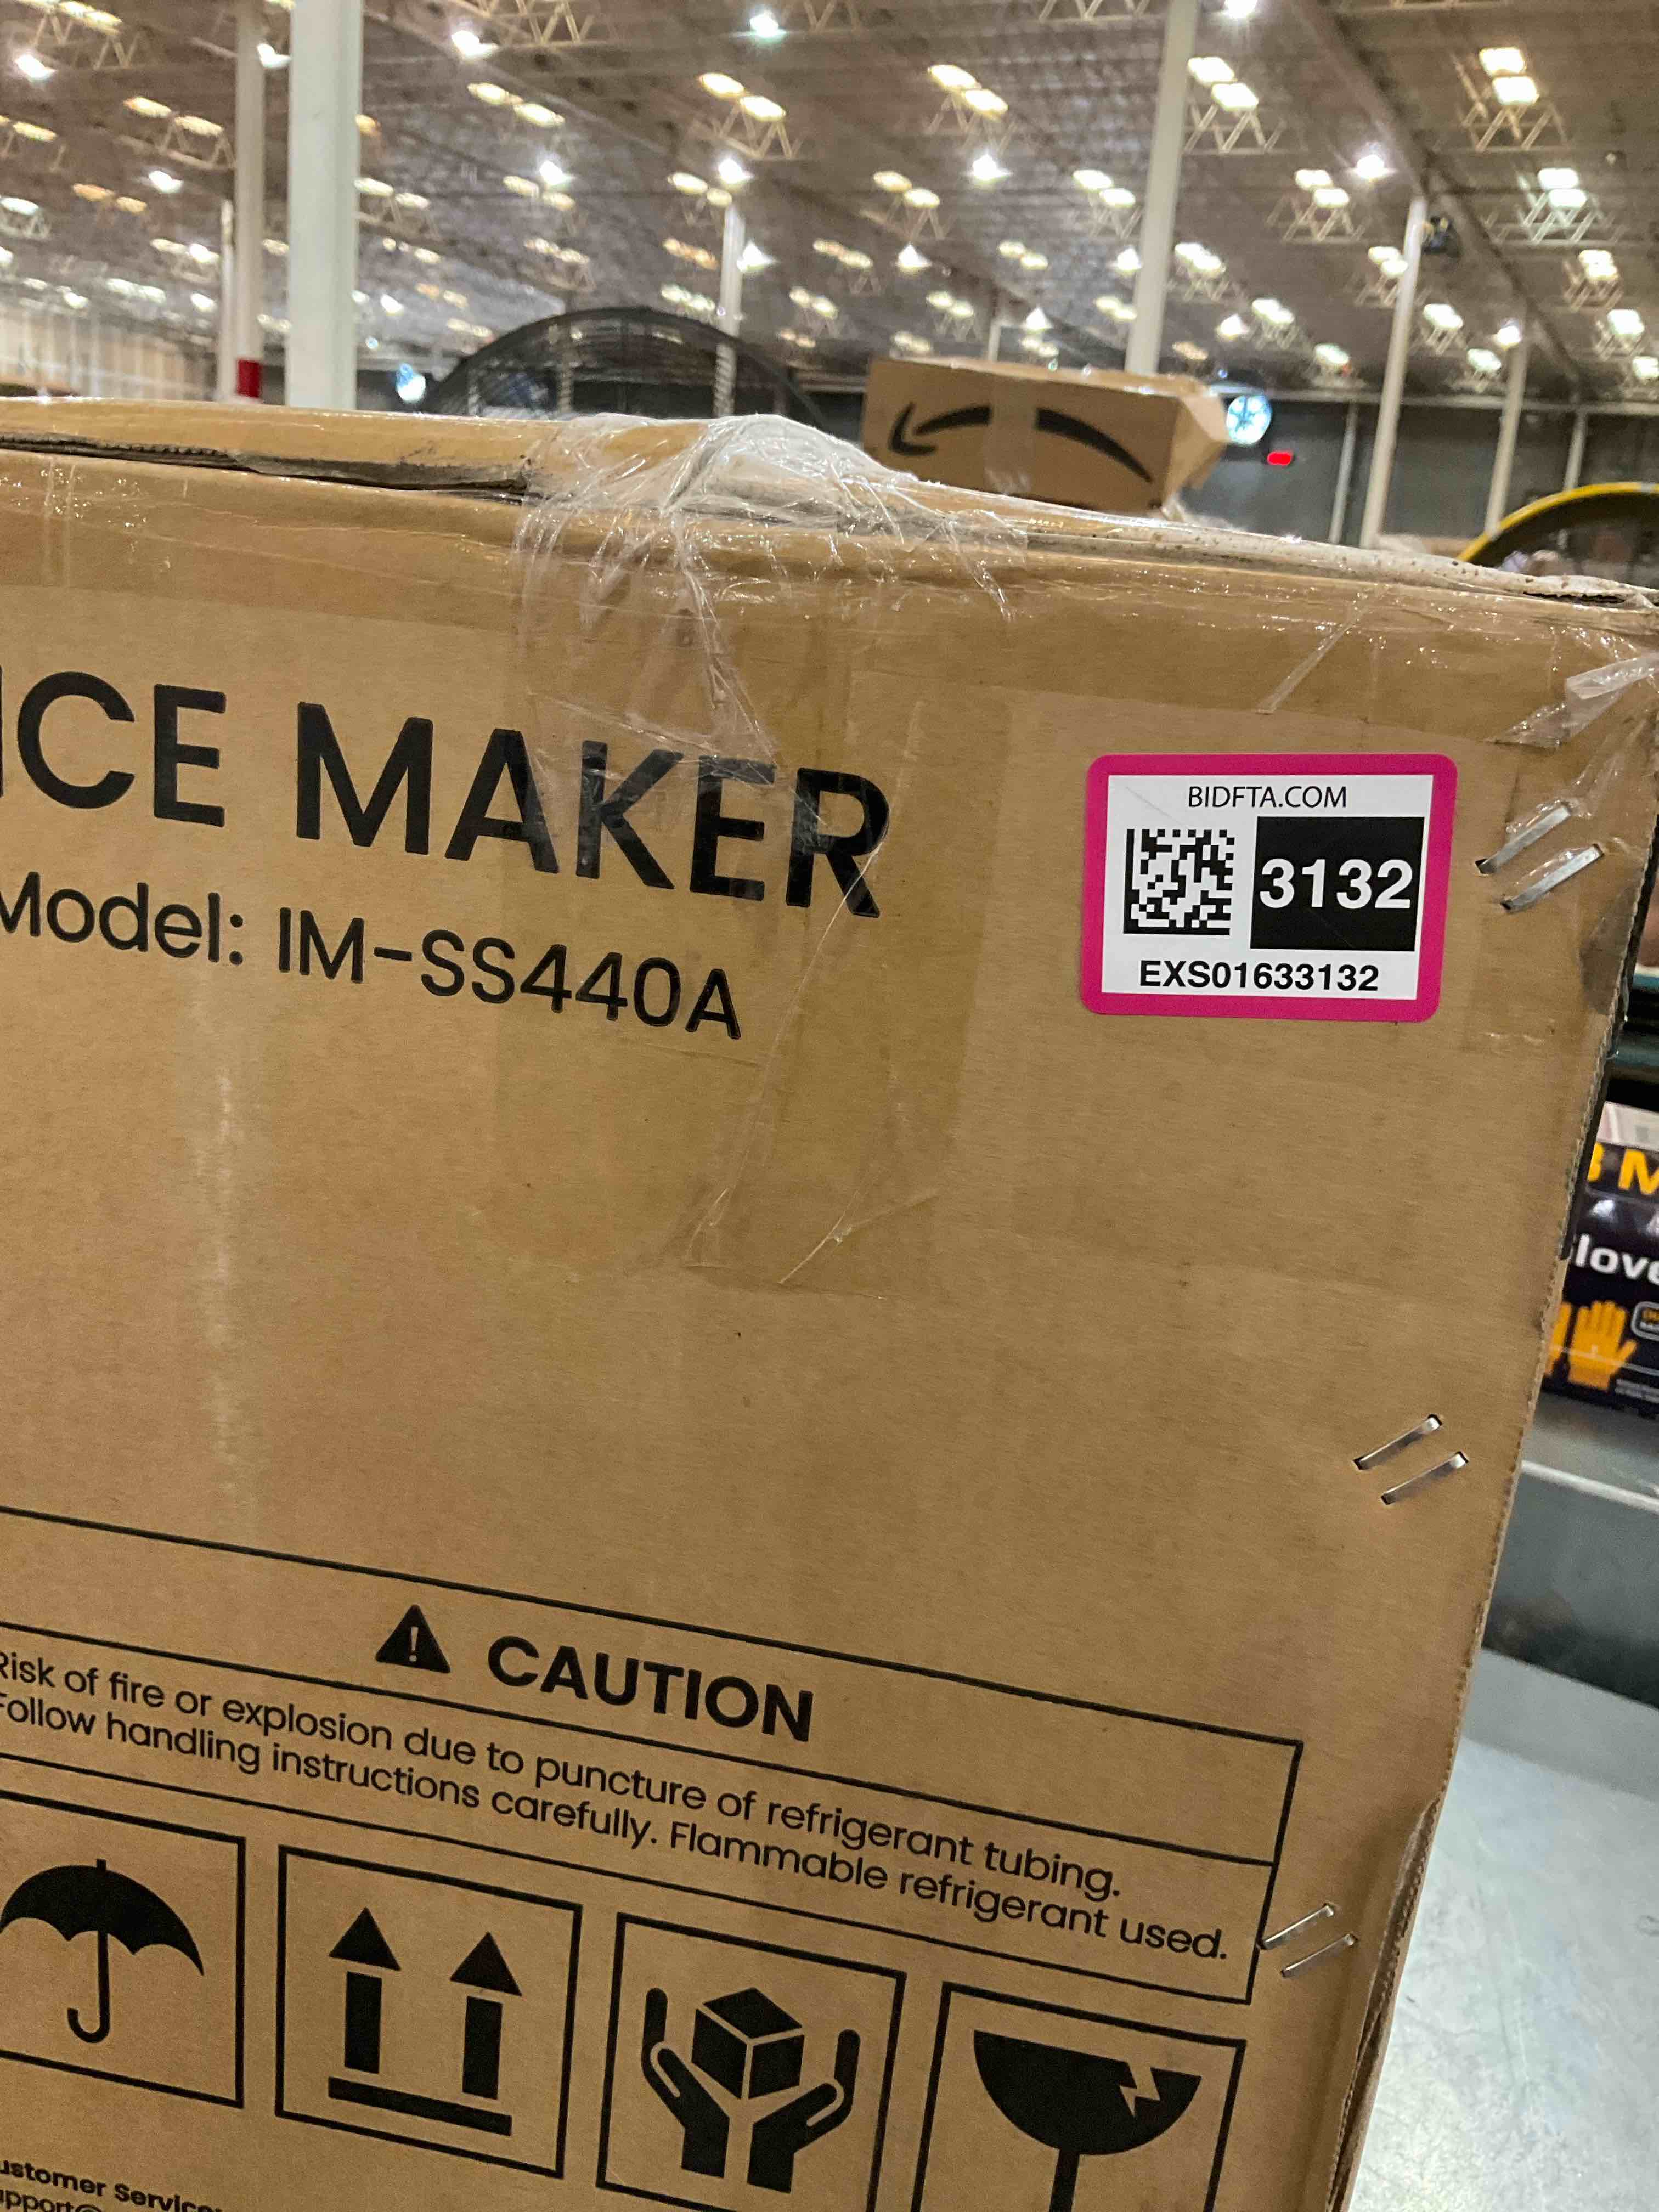 ICE MAKER
Model: IM-SS440A
BIDFTA.COM
3132
EXS01633132
CAUTION
Risk of fire or explosion due to puncture of refrigerant tubing.
Follow handling instructions carefully. Flammable refrigerant used.